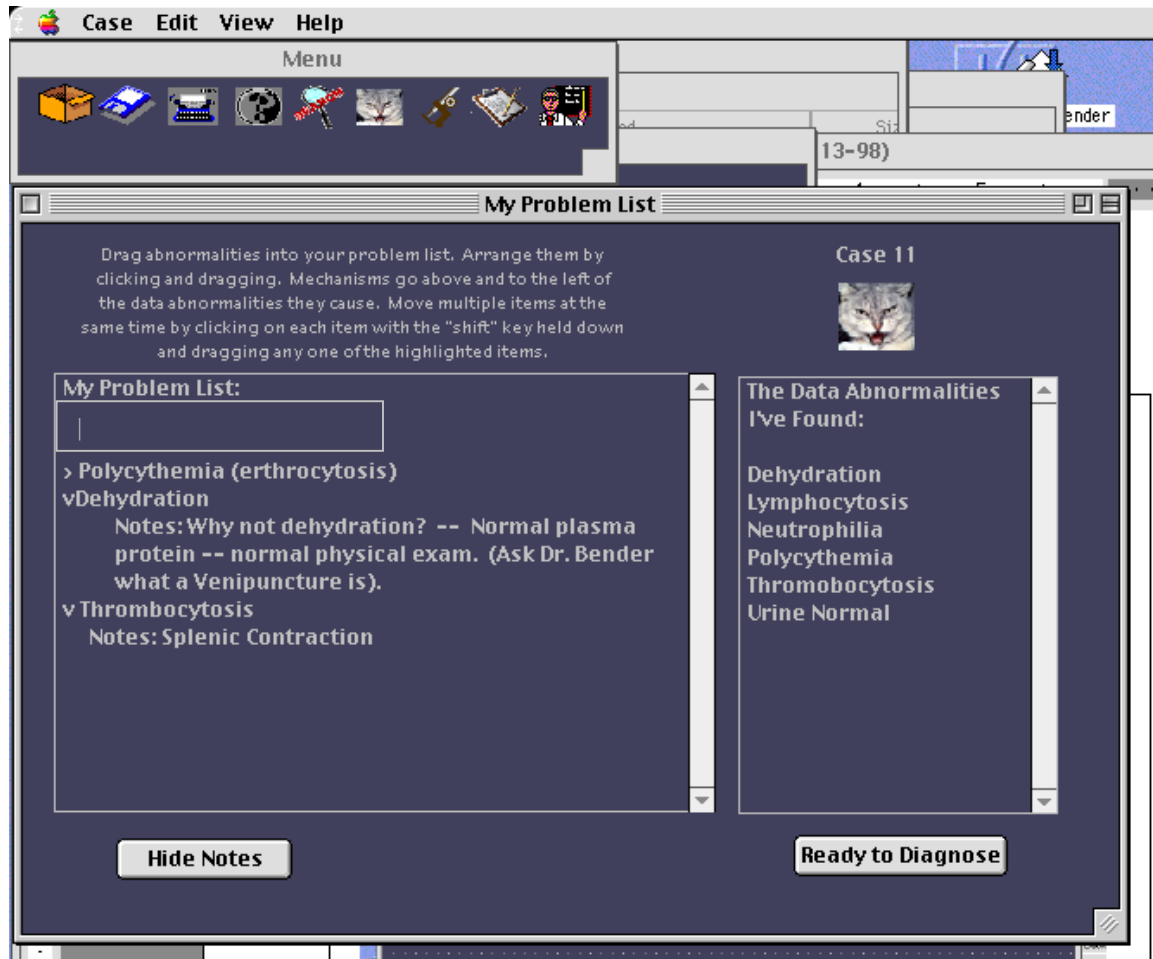 Case Edit View Help
Menu
ender
13-98)
My Problem List
Drag abnormalities into your problem list. Arrange them by
clicking and dragging. Mechanisms go above and to the left of
the data abnormalities they cause. Move multiple items at the
same time by clicking on each item with the "shift" key held down
and dragging any one of the highlighted items.
Case 11
My Problem List:
> Polycythemia (erthrocytosis)
vDehydration
Notes: Why not dehydration? -- Normal plasma
protein -- normal physical exam. (Ask Dr. Bender
what a Venipuncture is).
v Thrombocytosis
Notes: Splenic Contraction
The Data Abnormalities
I've Found:
Dehydration
Lymphocytosis
Neutrophilia
Polycythemia
Thromobocytosis
Urine Normal
Hide Notes
Ready to Diagnose